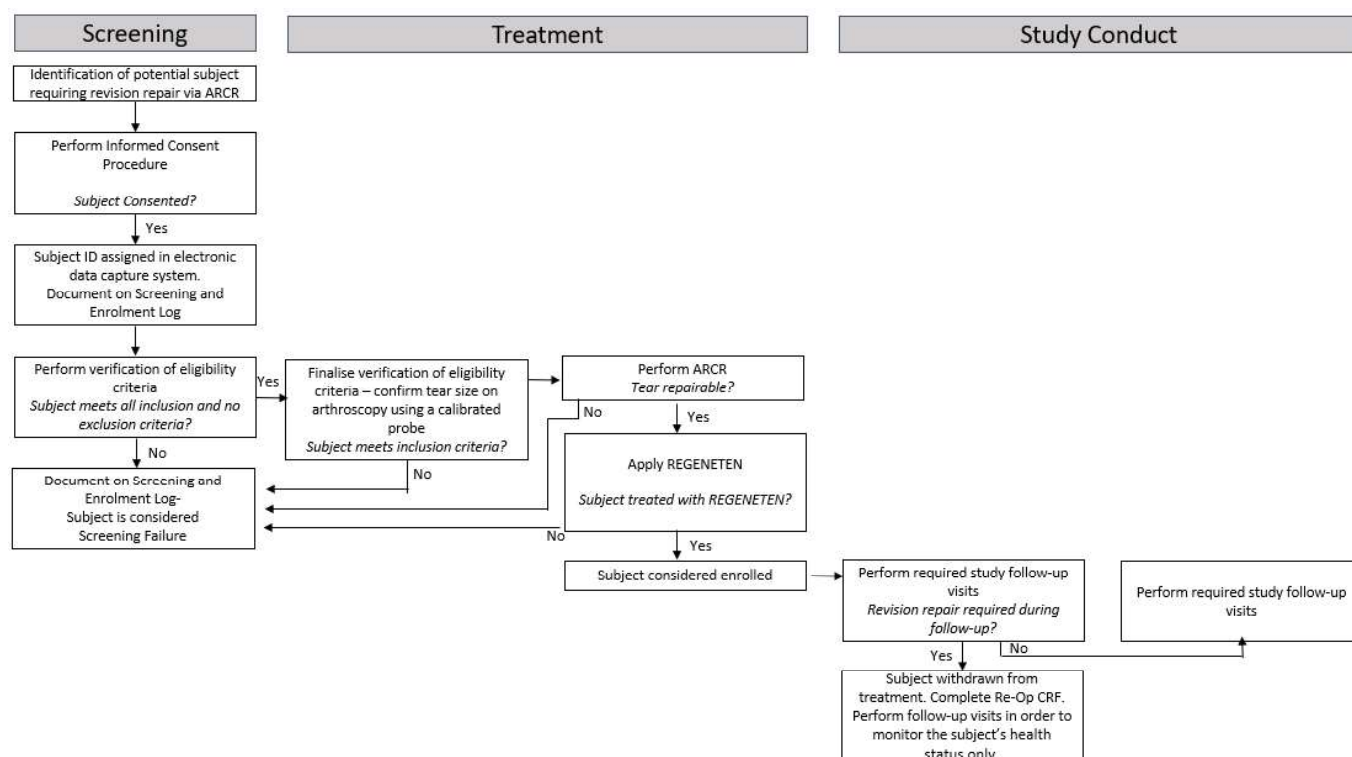 Screening
Treatment
Study Conduct
Identification of potential subject
requiring revision repair via ARCR
Perform Informed Consent
Procedure
Subject Consented?
Yes
Subject ID assigned in electronic
data capture system.
Document on Screening and
Enrolment Log
Perform verification of eligibility
criteria
Subject meets all inclusion and no
exclusion criteria?
Yes
No
Document on Screening and
Enrolment Log-
Subject is considered
Screening Failure
Finalise verification of eligibility
criteria – confirm tear size on
arthroscopy using a calibrated
probe
Subject meets inclusion criteria?
No
Perform ARCR
Tear repairable?
No
Yes
Apply REGENETEN
Subject treated with REGENETEN?
No
Yes
Subject considered enrolled
Perform required study follow-up
visits
Revision repair required during
follow-up?
Yes
No
Perform required study follow-up
visits
Subject withdrawn from
treatment. Complete Re-Op CRF.
Perform follow-up visits in order to
monitor the subject's health
status only